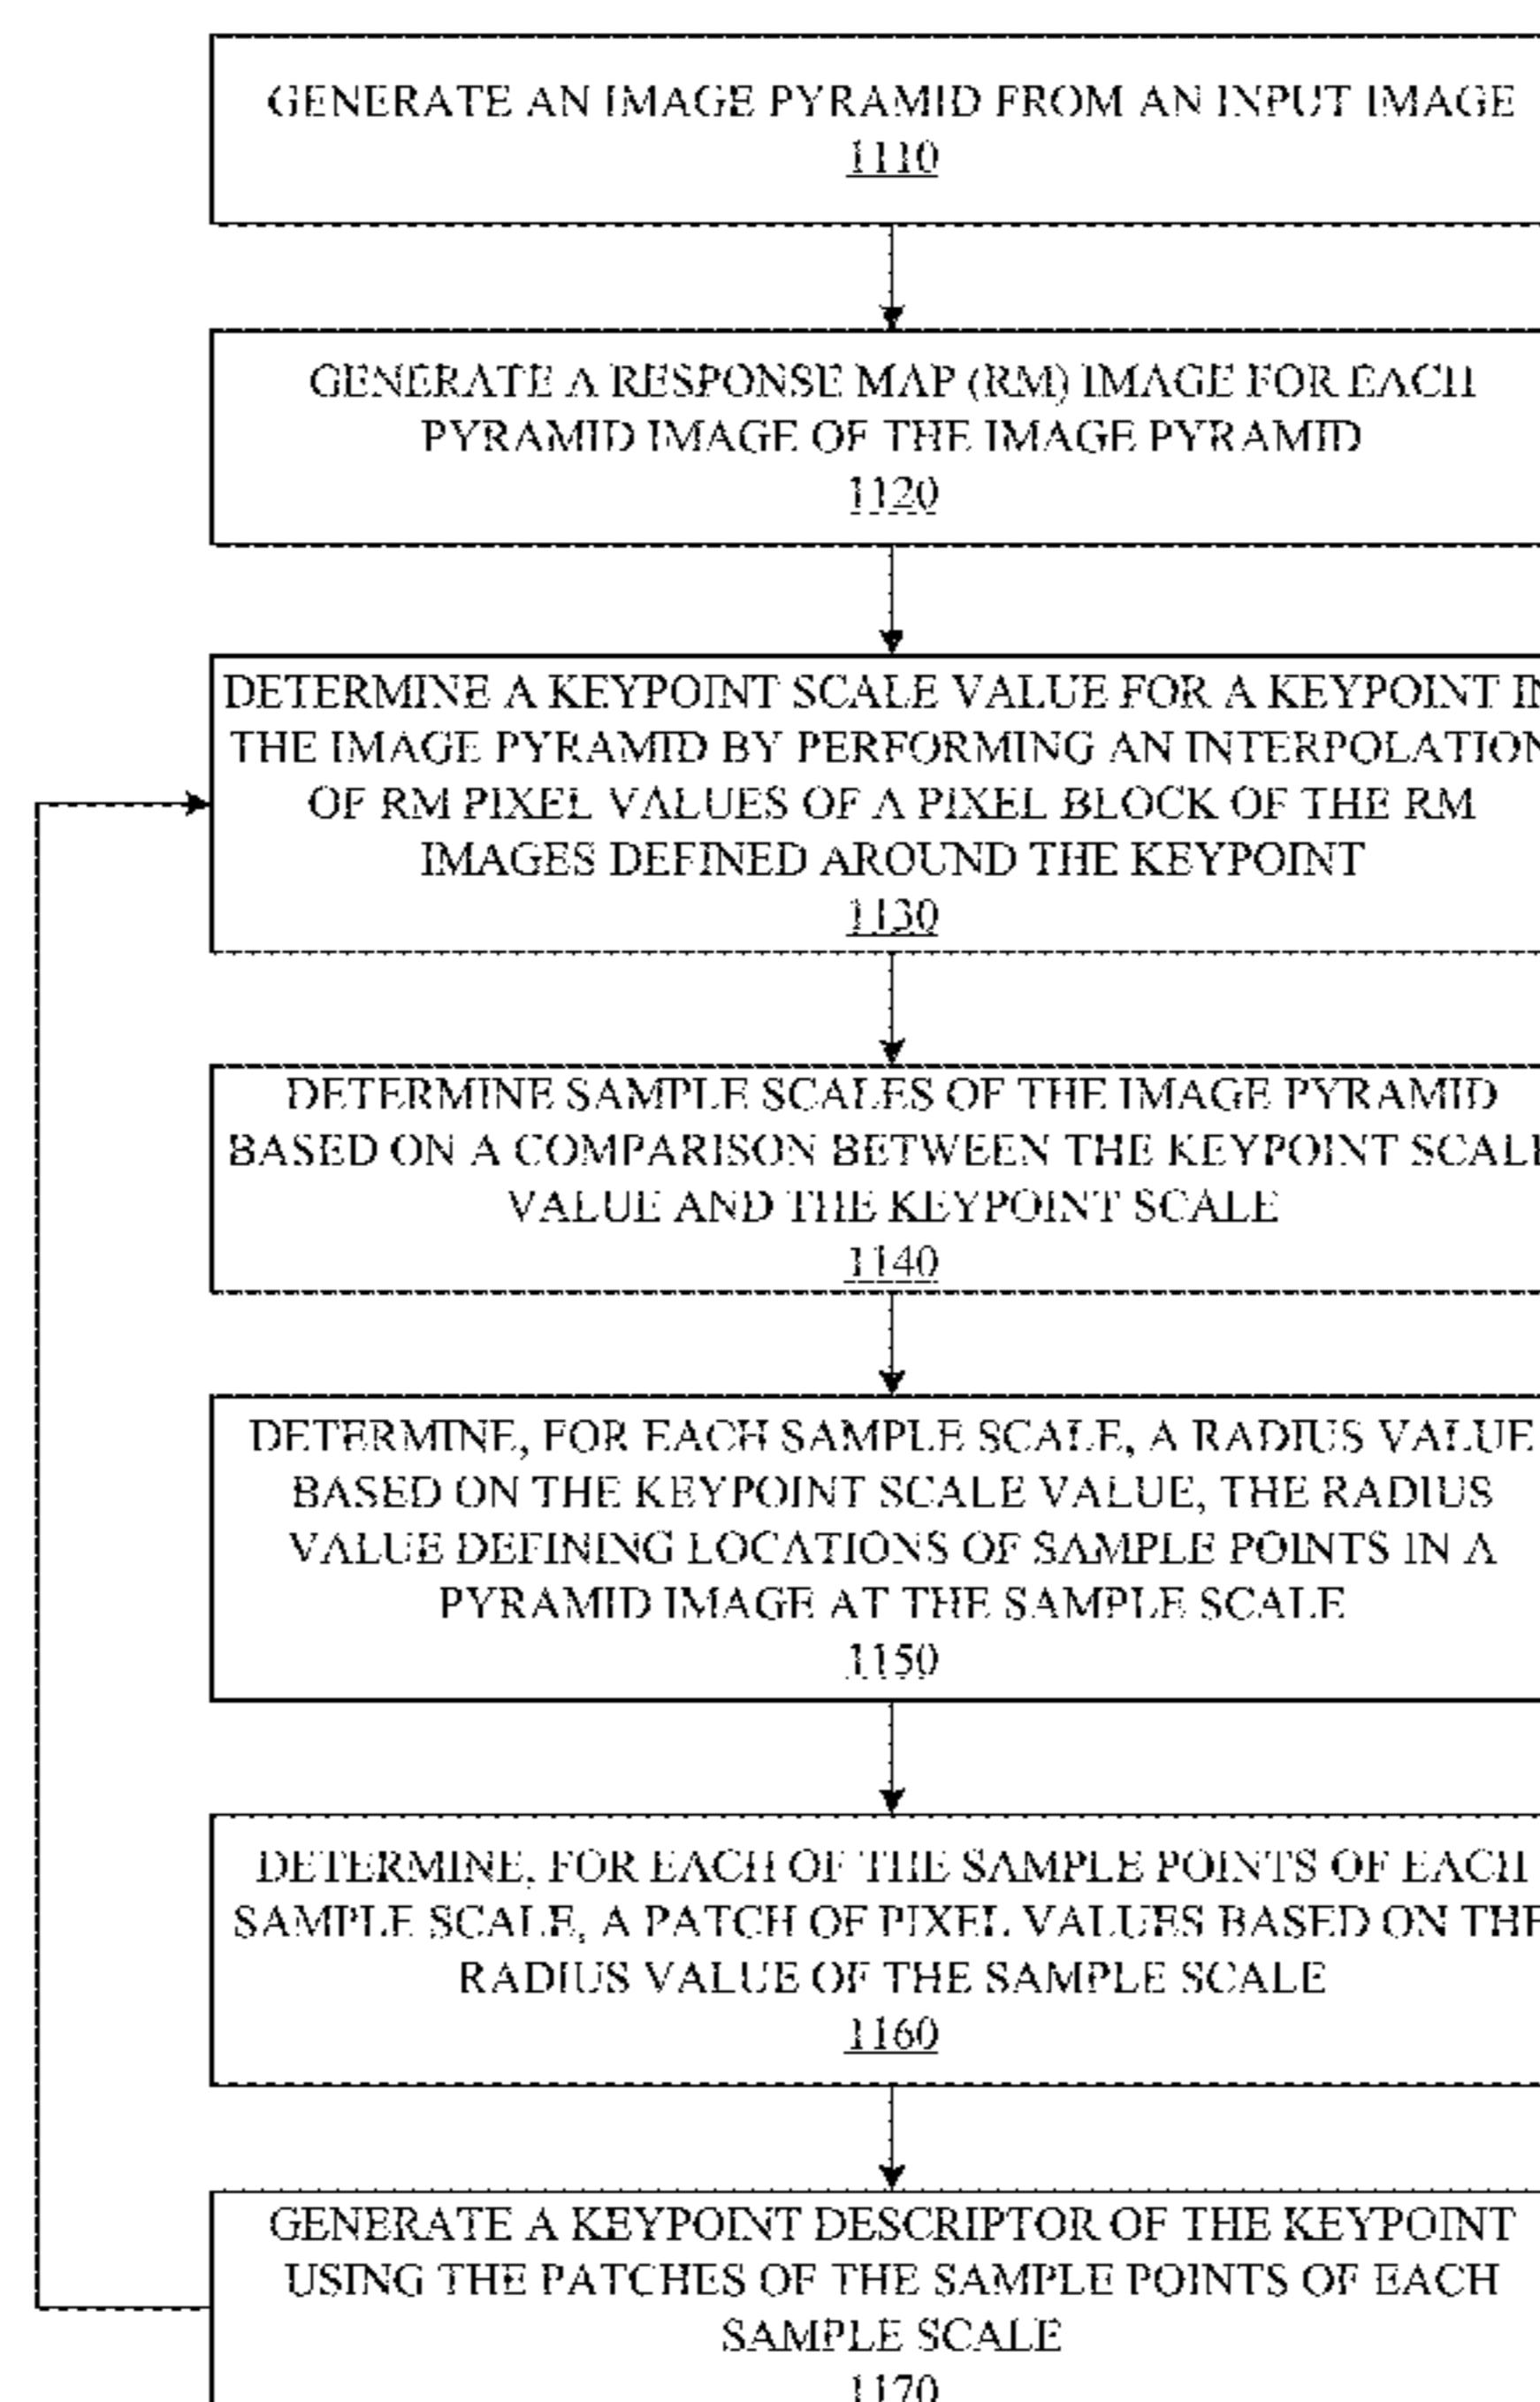 GENERATE AN IMAGE PYRAMID FROM AN INPUT IMAGE
1110
GENERATE A RESPONSE MAP (RM) IMAGE FOR EACH
PYRAMID IMAGE OF THE IMAGE PYRAMID
1120
DETERMINE A KEYPOINT SCALE VALUE FOR A KEYPOINT IN
THE IMAGE PYRAMID BY PERFORMING AN INTERPOLATION
OF RM PIXEL VALUES OF A PIXEL BLOCK OF THE RM
IMAGES DEFINED AROUND THE KEYPOINT
1130
DETERMINE SAMPLE SCALES OF THE IMAGE PYRAMID
BASED ON A COMPARISON BETWEEN THE KEYPOINT SCALE
VALUE AND THE KEYPOINT SCALE
1140
DETERMINE, FOR EACH SAMPLE SCALE, A RADIUS VALUE
BASED ON THE KEYPOINT SCALE VALUE, THE RADIUS
VALUE DEFINING LOCATIONS OF SAMPLE POINTS IN A
PYRAMID IMAGE AT THE SAMPLE SCALE
1150
DETERMINE, FOR EACH OF THE SAMPLE POINTS OF EACH
SAMPLE SCALE, A PATCH OF PIXEL VALUES BASED ON THE
RADIUS VALUE OF THE SAMPLE SCALE
1160
GENERATE A KEYPOINT DESCRIPTOR OF THE KEYPOINT
USING THE PATCHES OF THE SAMPLE POINTS OF EACH
SAMPLE SCALE
1170